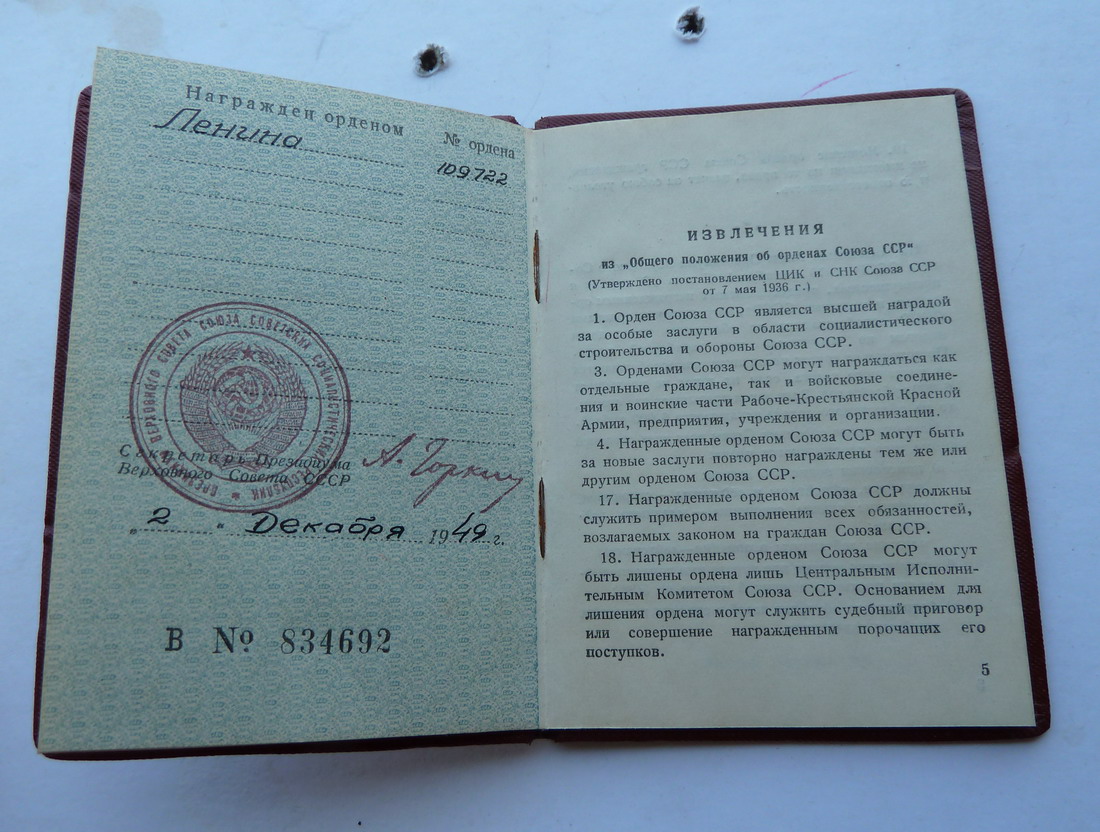 Награжден орденом
№ ордена
Ленина
109722
ВЕРХОВНОГО СОВЕТА СОЮЗА СОВЕТСКИХ СОЦИАЛИСТИЧЕСКИХ РЕСПУБЛИК
Секретарь Президиума
Верховного Совета СССР
А. Горкин
„2“ Декабря 1949 г.
В № 834692
ИЗВЛЕЧЕНИЯ
из „Общего положения об орденах Союза ССР“
(Утверждено постановлением ЦИК и СНК Союза ССР
от 7 мая 1936 г.)
1. Орден Союза ССР является высшей наградой
за особые заслуги в области социалистического
строительства и обороны Союза ССР.
3. Орденами Союза ССР могут награждаться как
отдельные граждане, так и войсковые соедине-
ния и воинские части Рабоче-Крестьянской Красной
Армии, предприятия, учреждения и организации.
4. Награжденные орденом Союза ССР могут быть
за новые заслуги повторно награждены тем же или
другим орденом Союза ССР.
17. Награжденные орденом Союза ССР должны
служить примером выполнения всех обязанностей,
возлагаемых законом на граждан Союза ССР.
18. Награжденные орденом Союза ССР могут
быть лишены ордена лишь Центральным Исполни-
тельным Комитетом Союза ССР. Основанием для
лишения ордена могут служить судебный приговор
или совершение награжденным порочащих его
поступков.
5